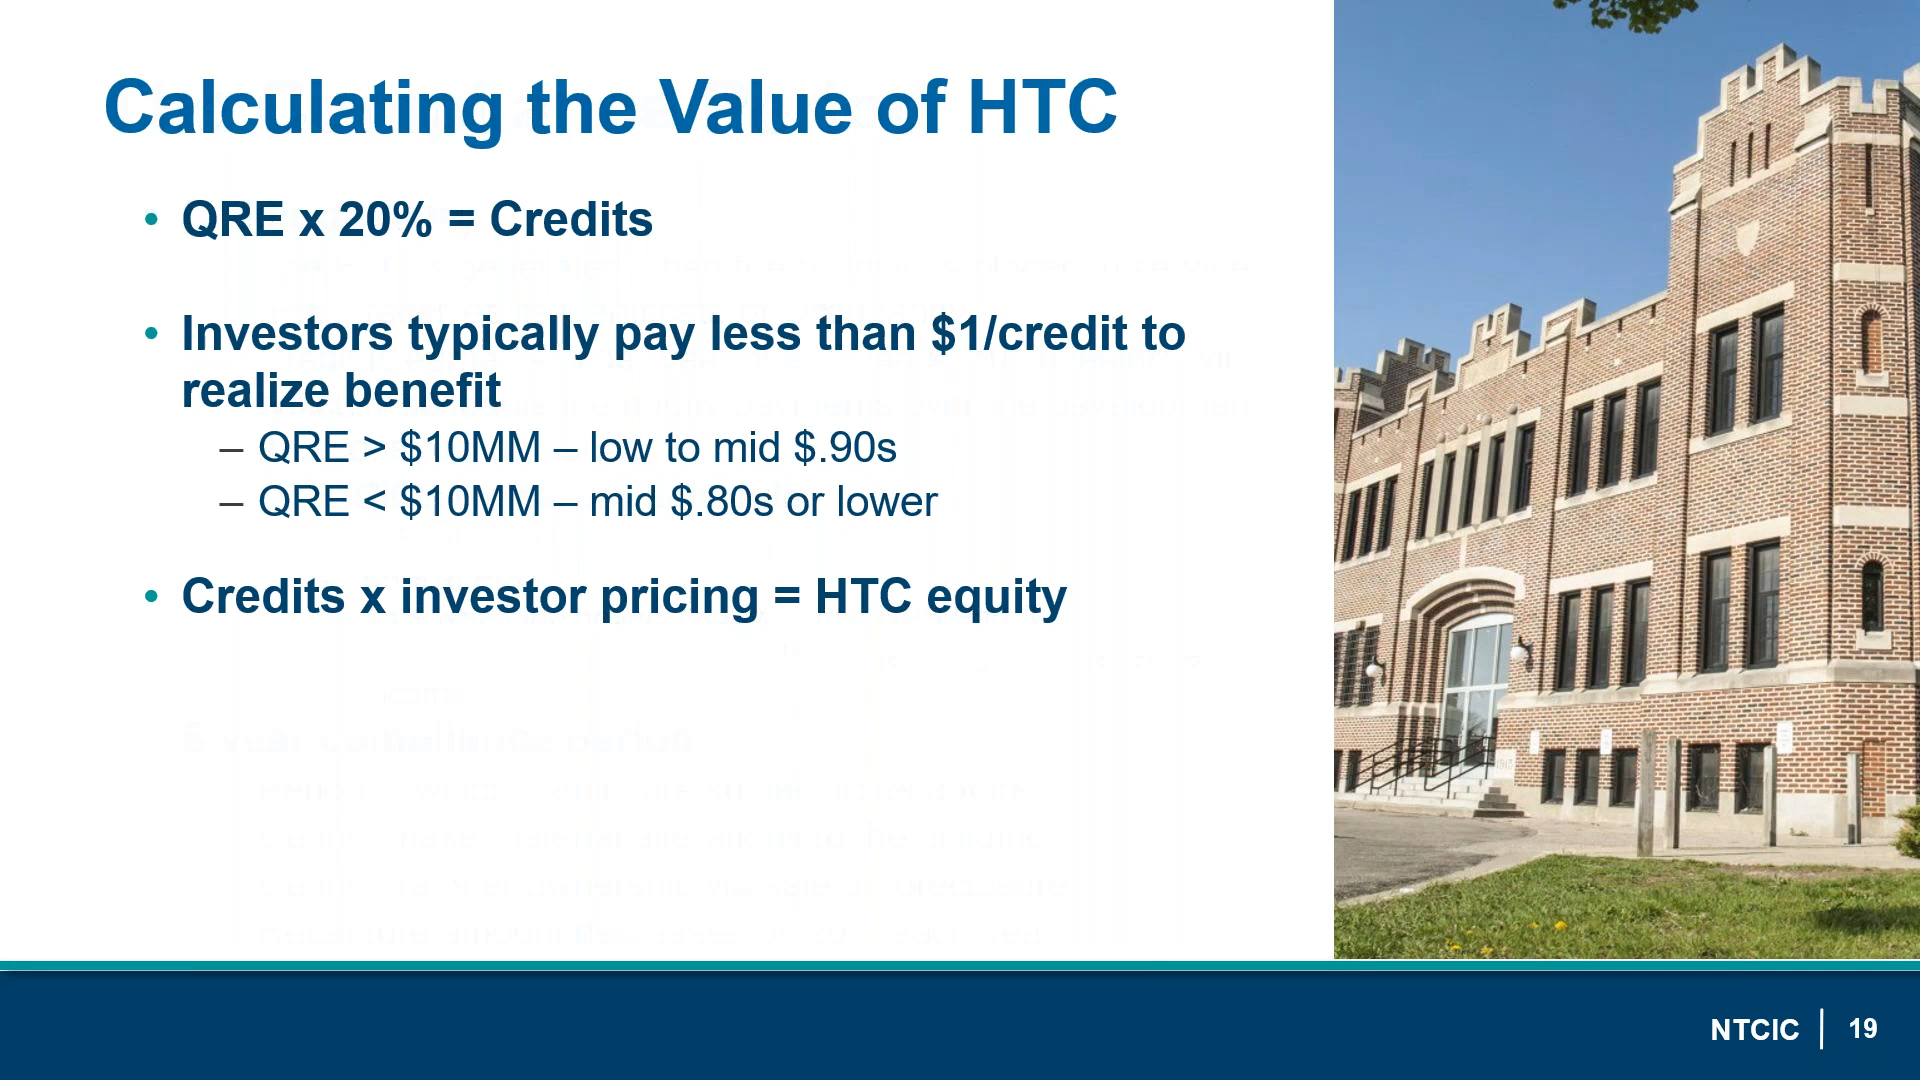 Calculating the Value of HTC
• QRE x 20% = Credits
• Investors typically pay less than $1/credit to
realize benefit
– QRE > $10MM – low to mid $.90s
– QRE < $10MM – mid $.80s or lower
• Credits x investor pricing = HTC equity
NTCIC | 19